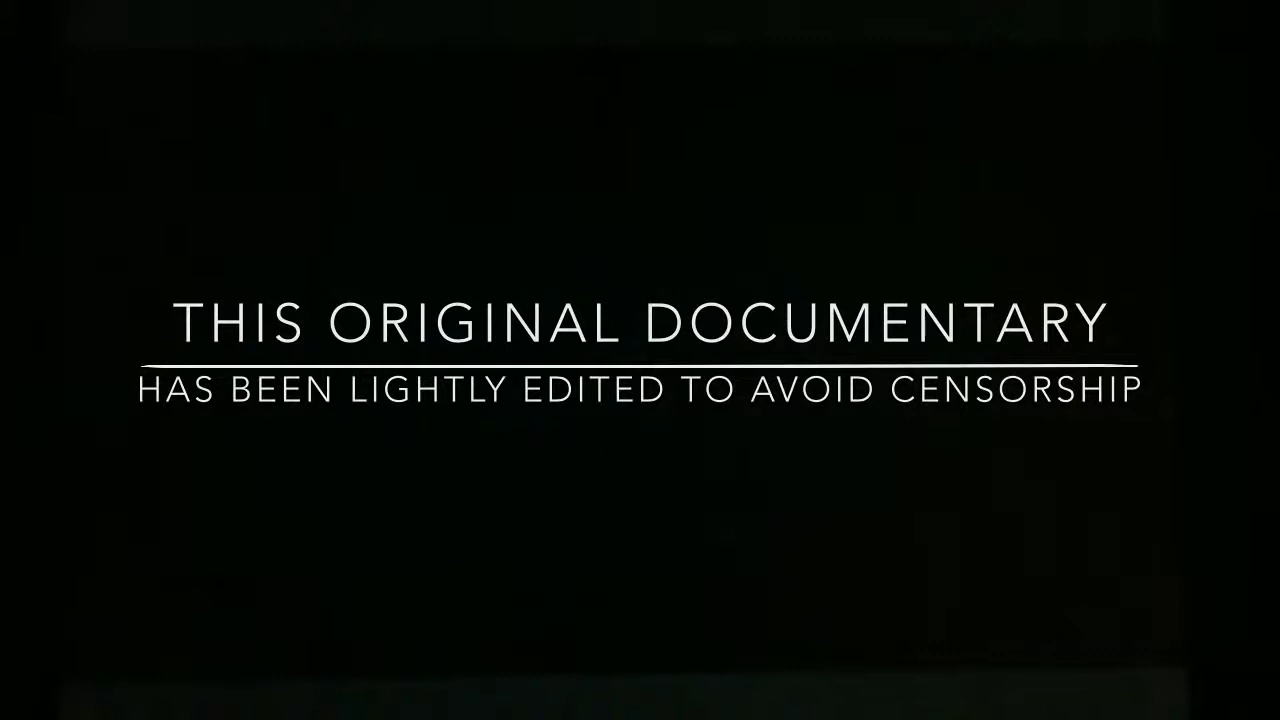 THIS ORIGINAL DOCUMENTARY
HAS BEEN LIGHTLY EDITED TO AVOID CENSORSHIP